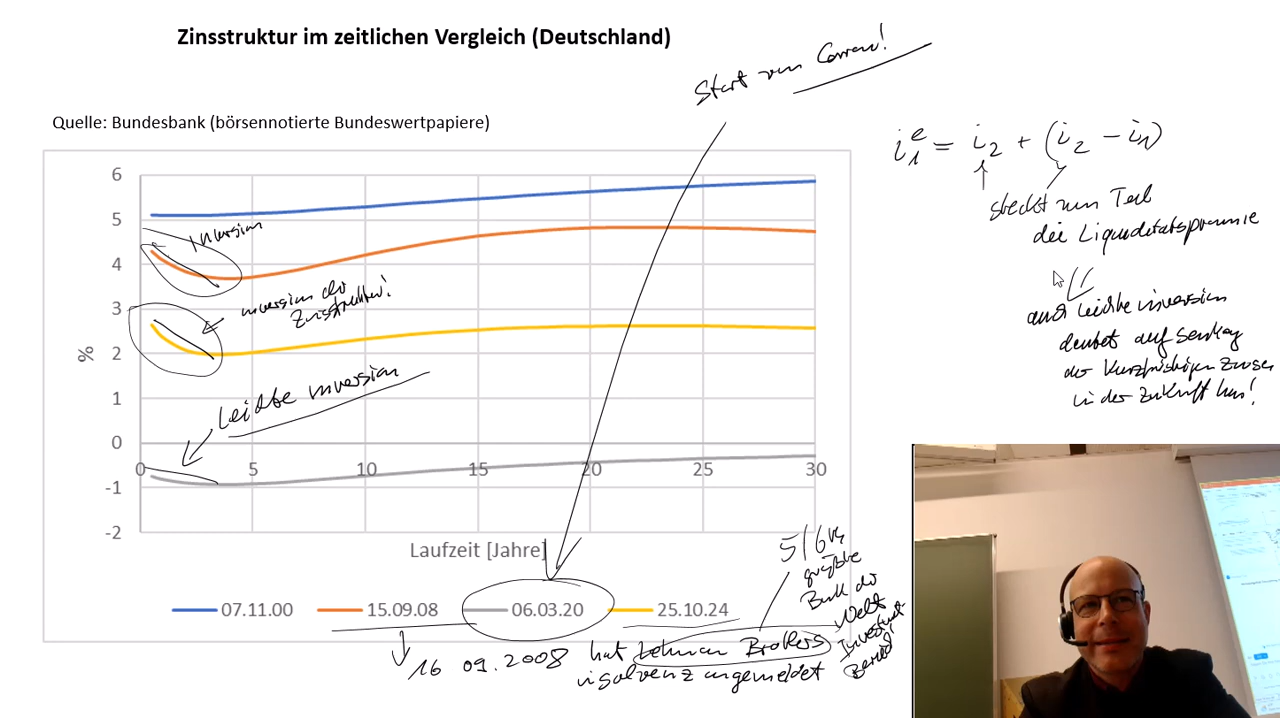 Zinsstruktur im zeitlichen Vergleich (Deutschland)
Start von Corona!
Quelle: Bundesbank (börsennotierte Bundeswertpapiere)
i₁ᵉ = i₂ + (i₂ − i₁)
steckt zum Teil
die Liquiditätsprämie
auch leichte inversion
deutet auf Senkung
der kurzfristigen Zinsen
in der Zukunft hin!
6
5
4
3
2
1
0
-1
-2
%
Inversion
inversion der
Zinsstruktur!
Leichte inversion
0 5 10 15 20 25 30
Laufzeit [Jahre]
07.11.00 15.09.08 06.03.20 25.10.24
5/6
größte
Bank der
Welt
Investment
Bereich!
16 09.2008 hat Lehman Brothers
insolvenz angemeldet